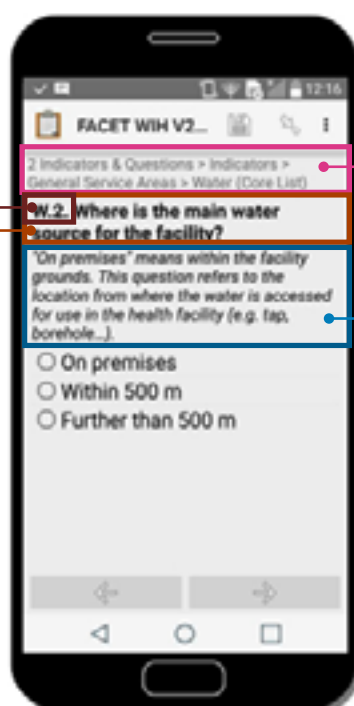 12:16
FACET WIH V2...
2 Indicators & Questions > Indicators >
General Service Areas > Water (Core List)
W.2. Where is the main water
source for the facility?
"On premises" means within the facility
grounds. This question refers to the
location from where the water is accessed
for use in the health facility (e.g. tap,
borehole...).
On premises
Within 500 m
Further than 500 m